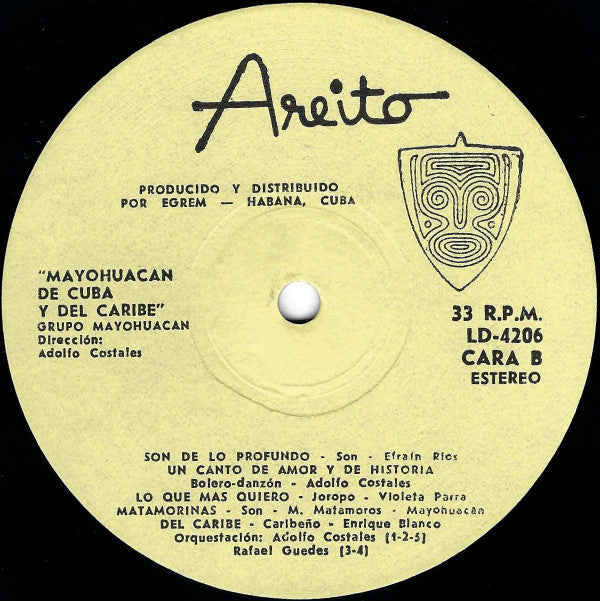 Areito
PRODUCIDO Y DISTRIBUIDO
POR EGREM — HABANA, CUBA
"MAYOHUACAN
DE CUBA
Y DEL CARIBE"
GRUPO MAYOHUACAN
Dirección:
Adolfo Costales
33 R.P.M.
LD-4206
CARA B
ESTEREO
SON DE LO PROFUNDO - Son - Efraín Ríos
UN CANTO DE AMOR Y DE HISTORIA
Bolero-danzón - Adolfo Costales
LO QUE MAS QUIERO - Joropo - Violeta Parra
MATAMORINAS - Son - M. Matamoros - Mayohuacán
DEL CARIBE - Caribeño - Enrique Blanco
Orquestación: Adolfo Costales (1-2-5)
Rafael Guedes (3-4)